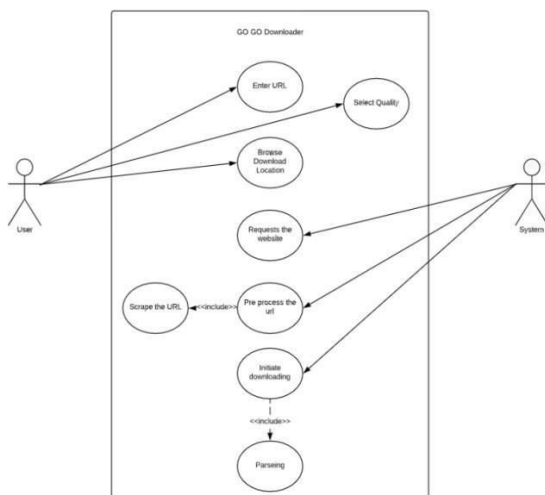 GO GO Downloader
Enter URL
Select Quality
Browse
Download
Location
User
System
Requests the
website
Scrape the URL
<<include>>
Pre process the
url
Initiate
downloading
<<include>>
Parseing